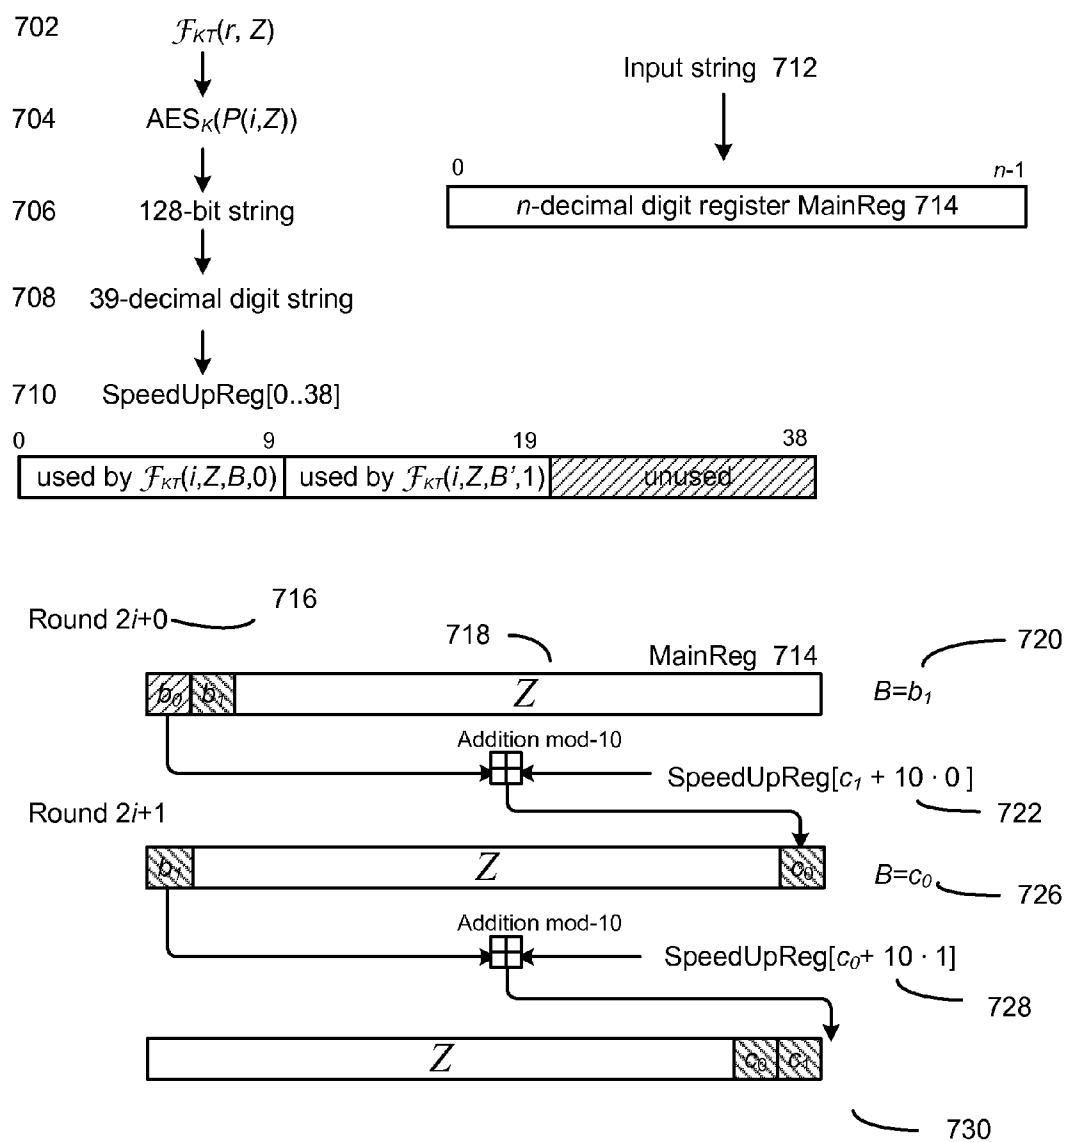 702 ℱKT(r, Z)
Input string 712
704 AESK(P(i,Z))
0 n-1
706 128-bit string
n-decimal digit register MainReg 714
708 39-decimal digit string
710 SpeedUpReg[0..38]
0 9 19 38
used by ℱKT(i,Z,B,0) used by ℱKT(i,Z,B',1) unused
716
Round 2i+0
718
MainReg 714
720
b0 b1 Z
B=b1
Addition mod-10
SpeedUpReg[c1 + 10 · 0 ]
722
Round 2i+1
b1 Z c0
B=c0
726
Addition mod-10
SpeedUpReg[c0+ 10 · 1]
728
Z c0 c1
730